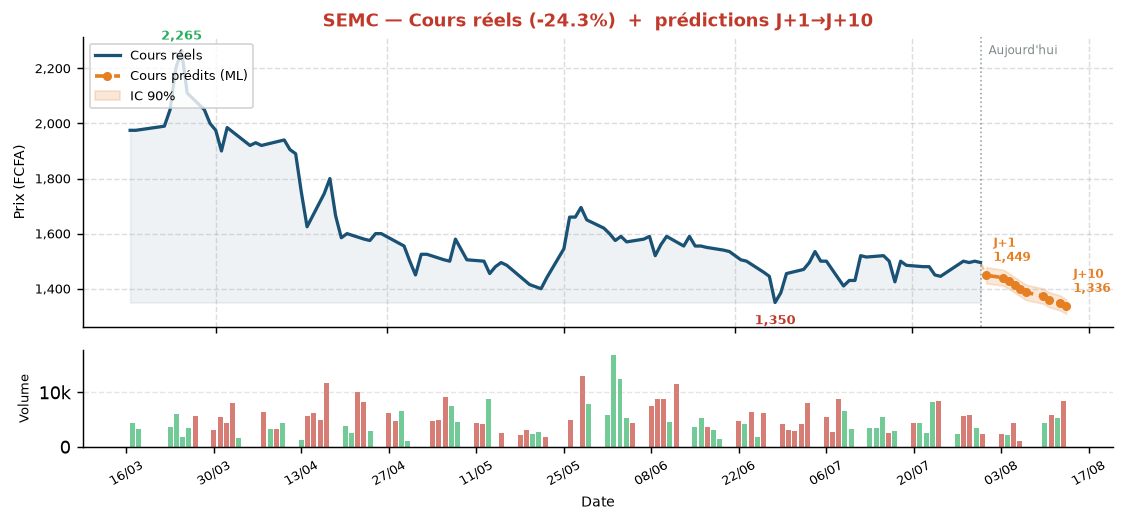 SEMC — Cours réels (-24.3%)  +  prédictions J+1→J+10
2,265
Cours réels
Cours prédits (ML)
IC 90%
Aujourd'hui
Prix (FCFA)
2,200
2,000
1,800
1,600
1,400
J+1
1,449
J+10
1,336
1,350
Volume
10k
0
16/03
30/03
13/04
27/04
11/05
25/05
08/06
22/06
06/07
20/07
03/08
17/08
Date